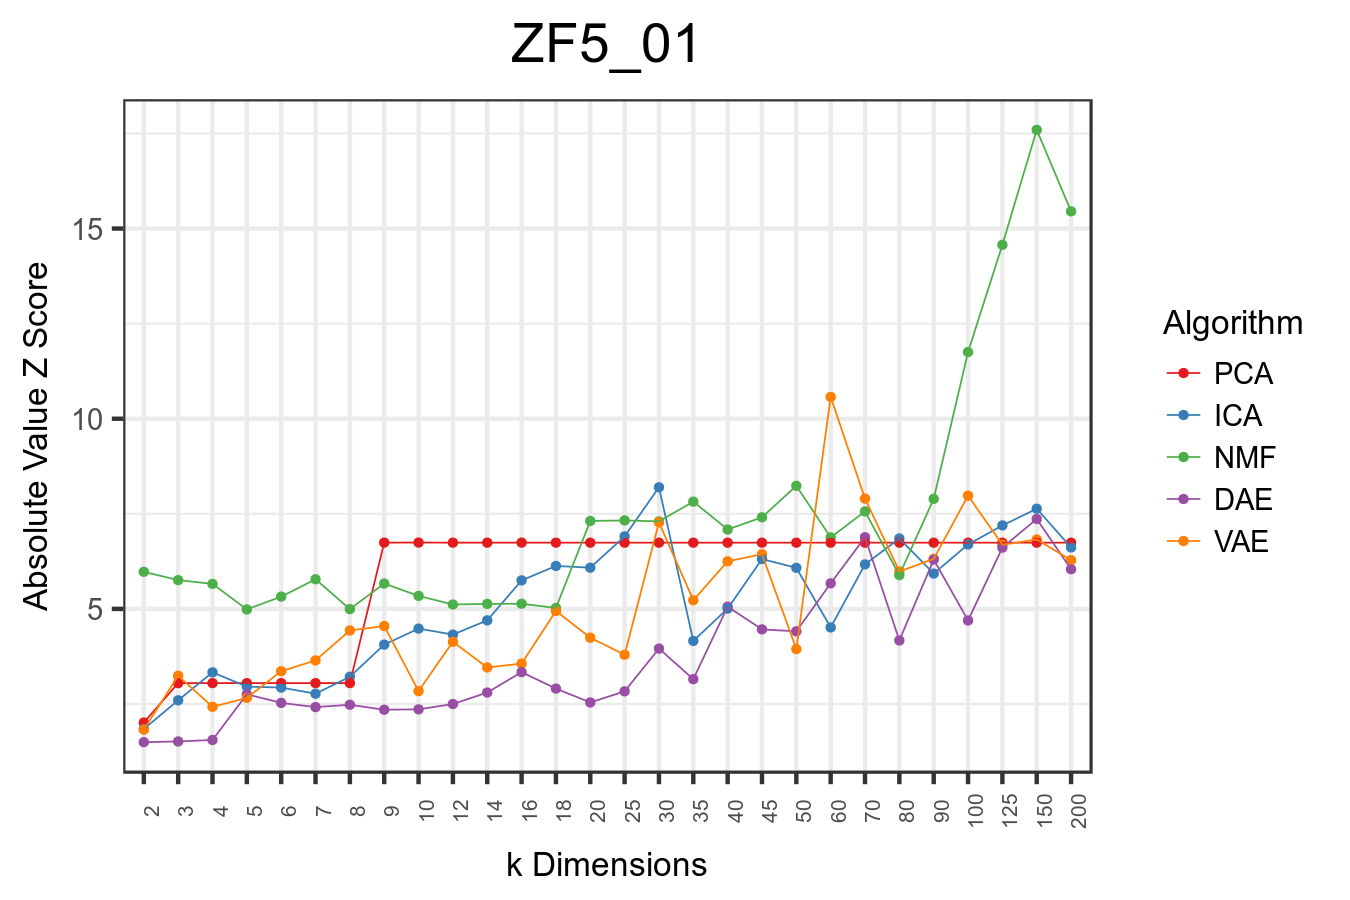 ZF5_01
Absolute Value Z Score
15
10
5
2 3 4 5 6 7 8 9 10 12 14 16 18 20 25 30 35 40 45 50 60 70 80 90 100 125 150 200
k Dimensions
Algorithm
PCA
ICA
NMF
DAE
VAE